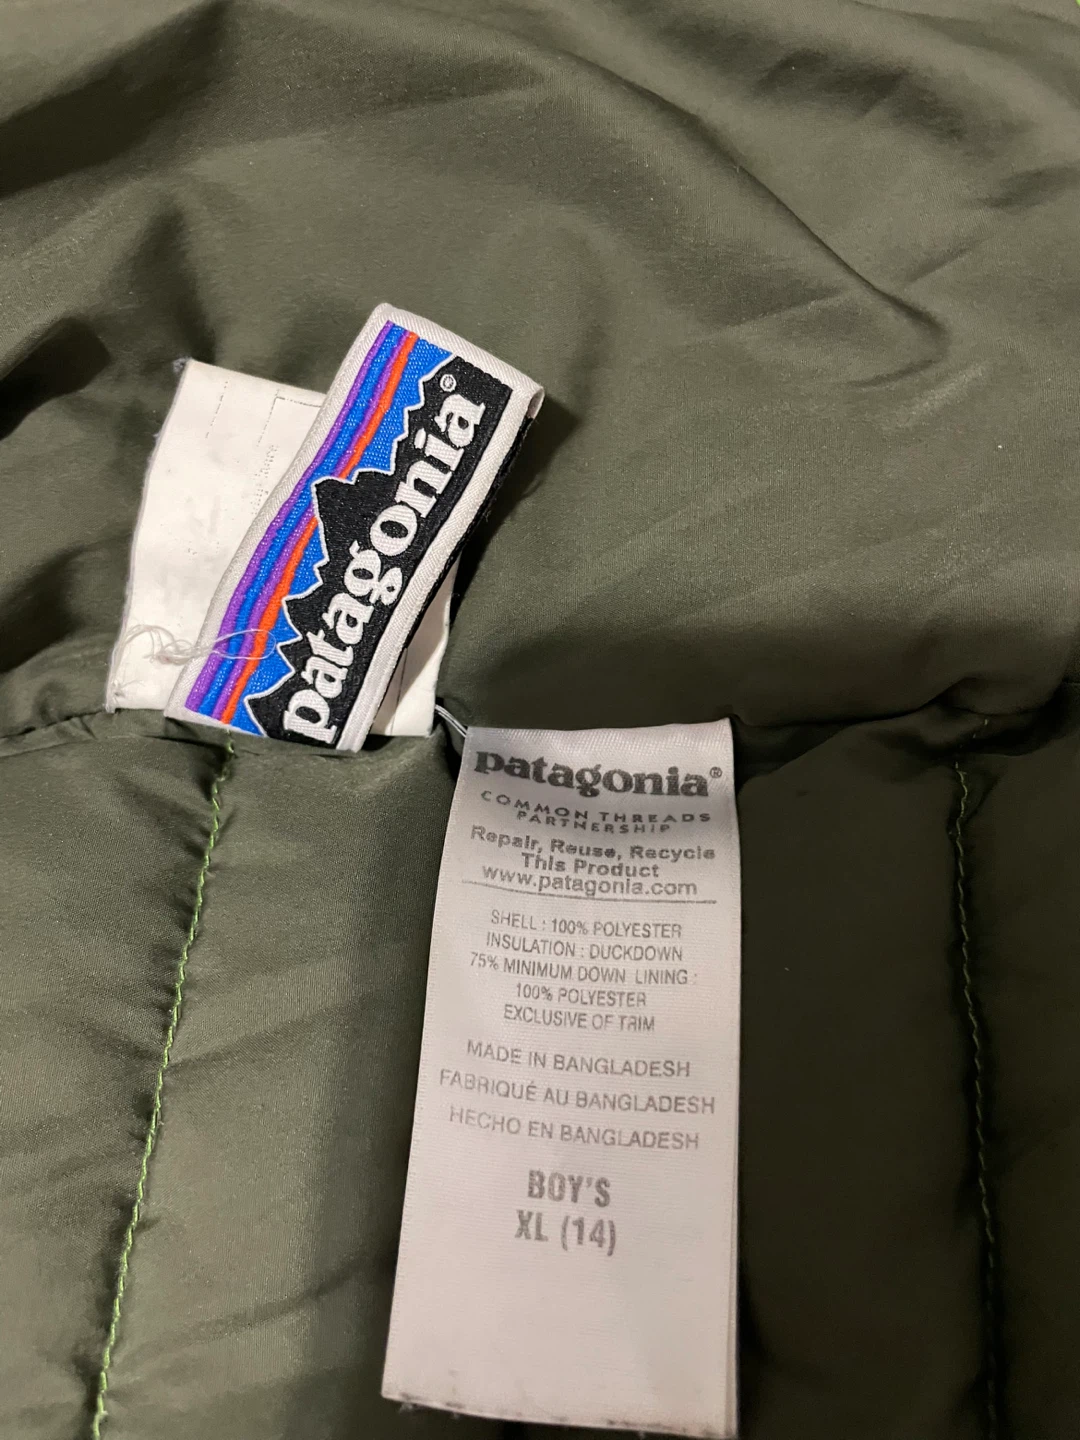 patagonia®
patagonia®
COMMON THREADS
PARTNERSHIP
Repair, Reuse, Recycle
This Product
www.patagonia.com
SHELL : 100% POLYESTER
INSULATION : DUCKDOWN
75% MINIMUM DOWN LINING :
100% POLYESTER
EXCLUSIVE OF TRIM
MADE IN BANGLADESH
FABRIQUÉ AU BANGLADESH
HECHO EN BANGLADESH
BOY'S
XL (14)